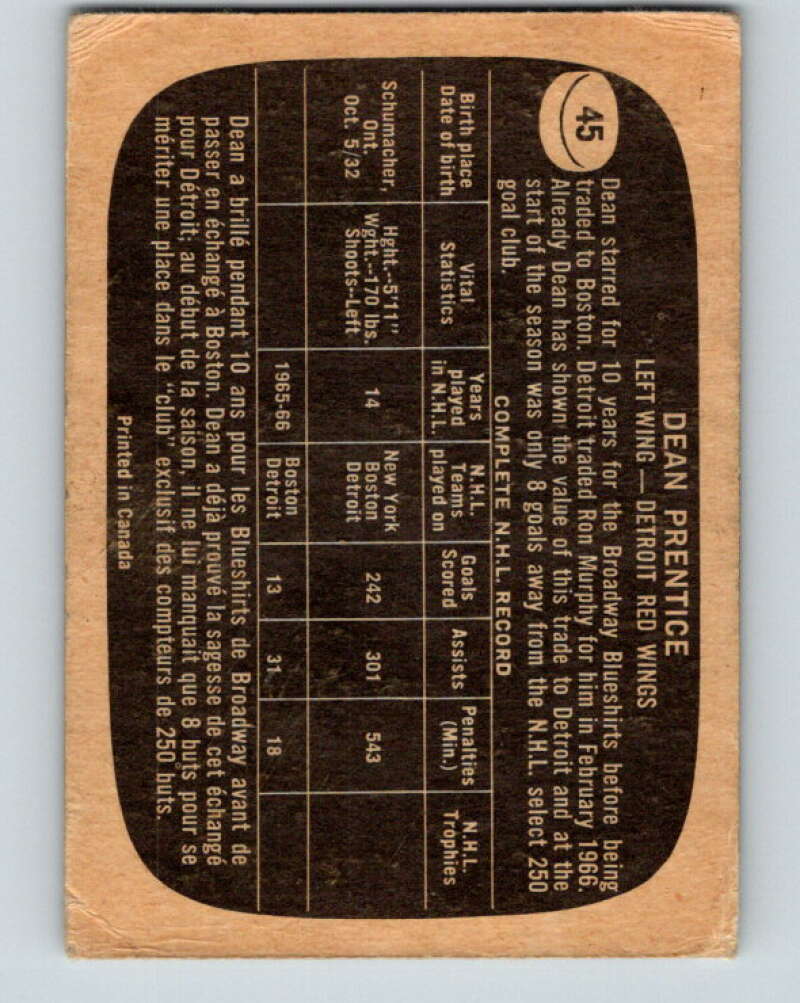 45
DEAN PRENTICE
LEFT WING — DETROIT RED WINGS
Dean starred for 10 years for the Broadway Blueshirts before being
traded to Boston. Detroit traded Ron Murphy for him in February 1966.
Already Dean has shown the value of this trade to Detroit and at the
start of the season was only 8 goals away from the N.H.L. select 250
goal club.
COMPLETE N.H.L. RECORD
Birth place Date of birth | Vital Statistics | Years played in N.H.L. | N.H.L. Teams played on | Goals Scored | Assists | Penalties (Min.) | N.H.L. Trophies
Schumacher, Ont. Oct. 5/32 | Hght.--5'11" Wght.--170 lbs. Shoots--Left | 14 | New York Boston Detroit | 242 | 301 | 543
1965-66 | Boston Detroit | 13 | 31 | 18
Dean a brillé pendant 10 ans pour les Blueshirts de Broadway avant de
passer en échangé à Boston. Dean a déjà prouvé la sagesse de cet échangé
pour Détroit; au début de la saison, il ne lui manquait que 8 buts pour se
mériter une place dans le "club" exclusif des compteurs de 250 buts.
Printed in Canada